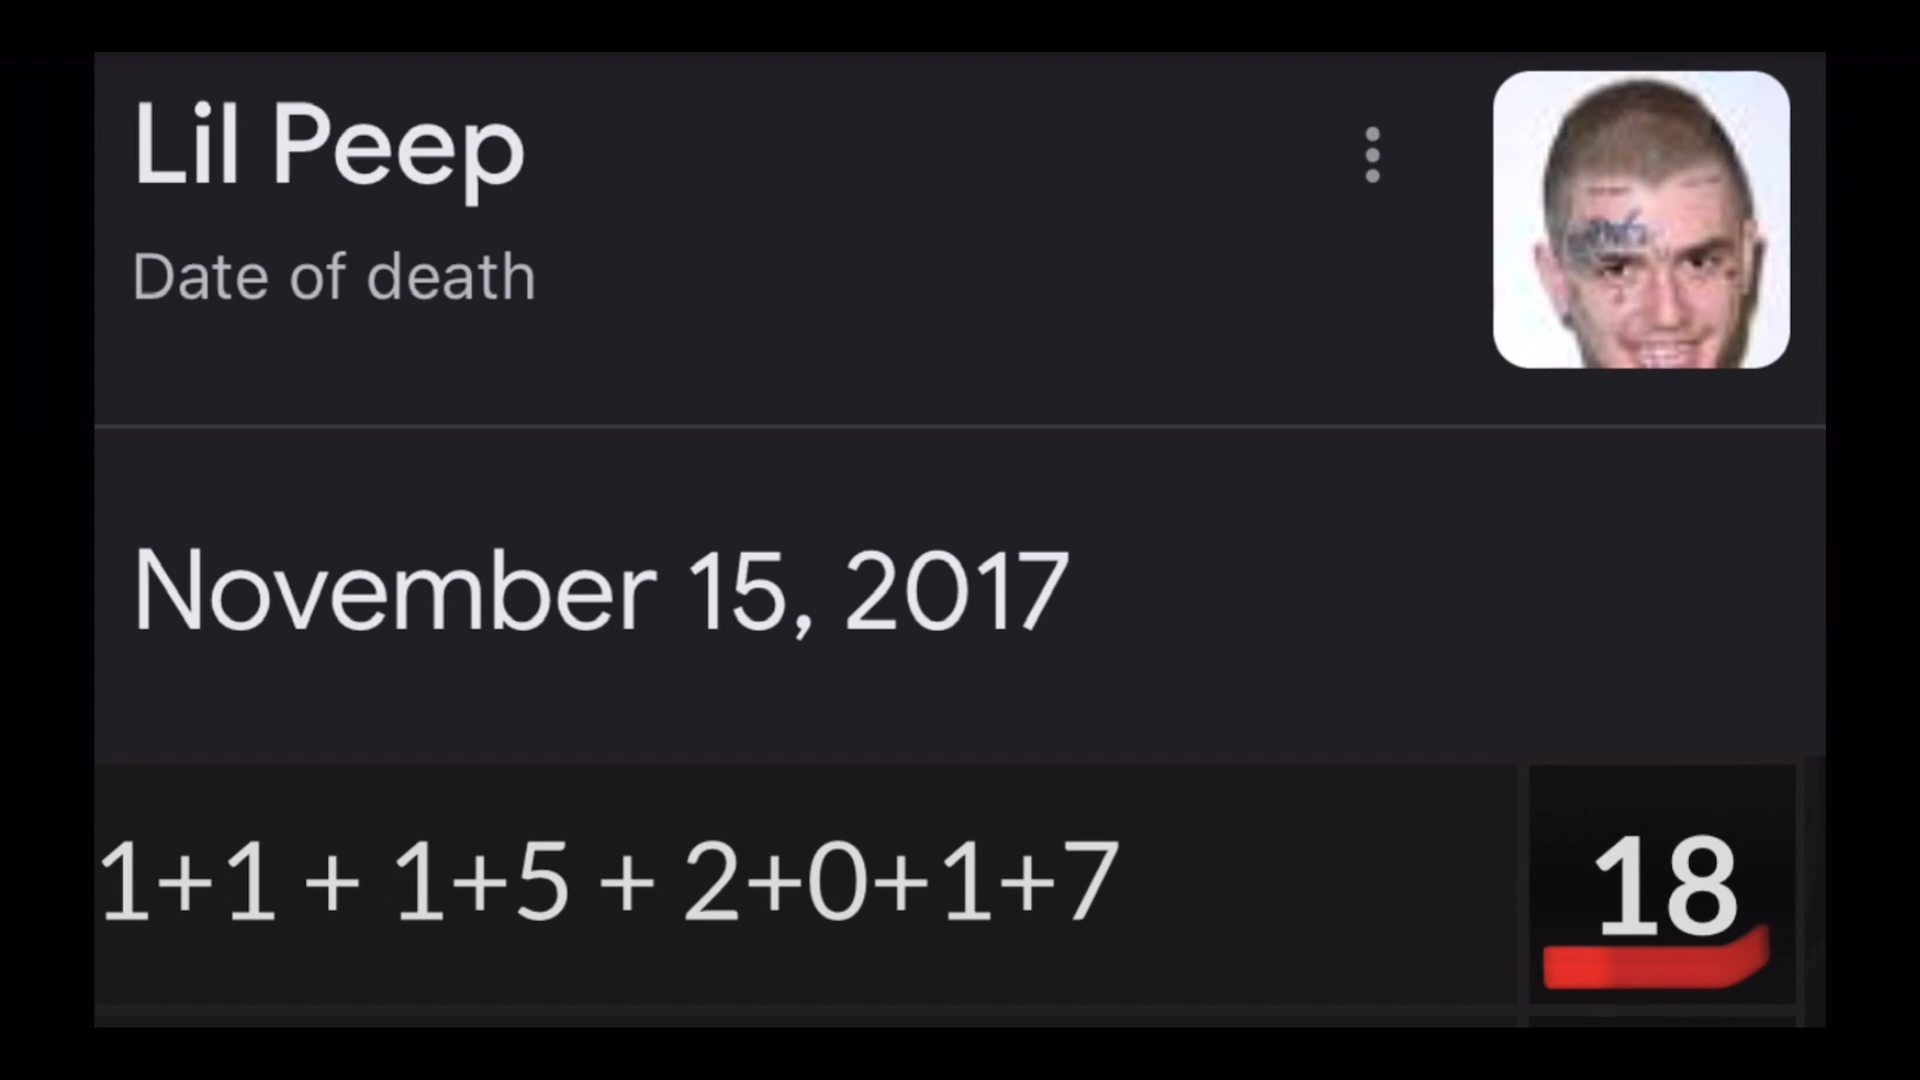 Lil Peep
Date of death
November 15, 2017
1+1 + 1+5 + 2+0+1+7
18